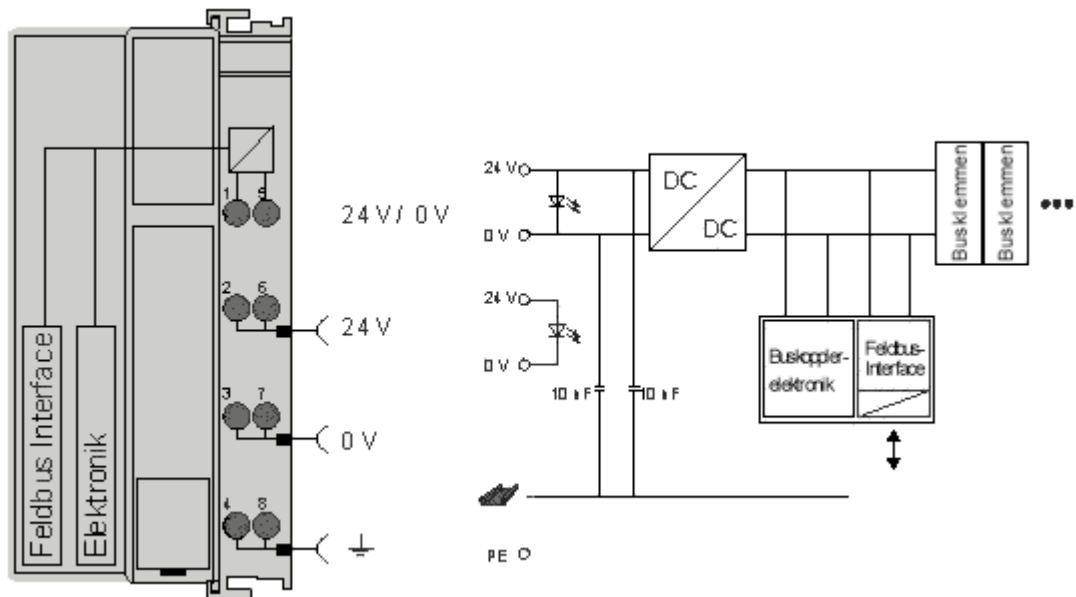 Feldbus Interface
Elektronik
1 5
24 V / 0 V
2 6
24 V
3 7
0 V
4 8
24 V
0 V
24 V
0 V
10 nF
10 nF
PE
DC
DC
Busklemmen
Busklemmen
Buskoppler-
elektronik
Feldbus-
Interface